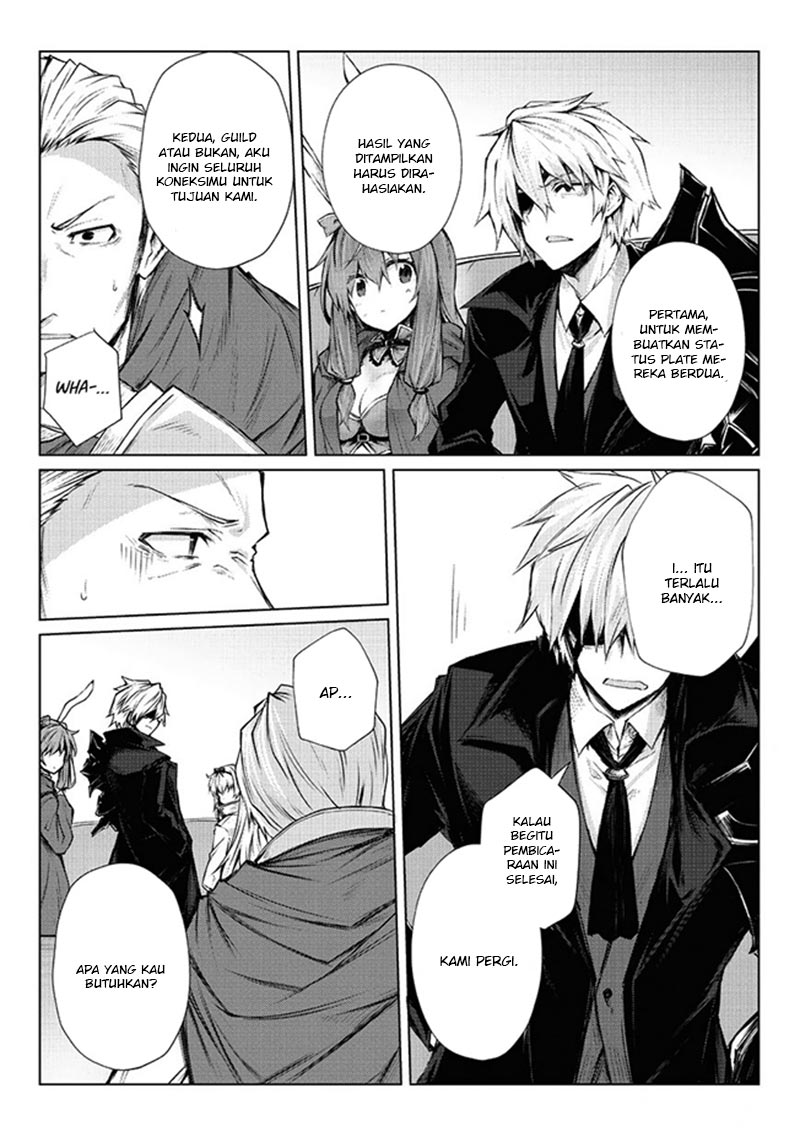 PERTAMA,
UNTUK MEM-
BUATKAN STA-
TUS PLATE ME-
REKA BERDUA.
HASIL YANG
DITAMPILKAN
HARUS DIRA-
HASIAKAN.
KEDUA, GUILD
ATAU BUKAN, AKU
INGIN SELURUH
KONEKSIMU UNTUK
TUJUAN KAMI.
WHA-...
I... ITU
TERLALU
BANYAK...
KALAU
BEGITU
PEMBICA-
RAAN INI
SELESAI,
KAMI PERGI.
AP...
APA YANG KAU
BUTUHKAN?